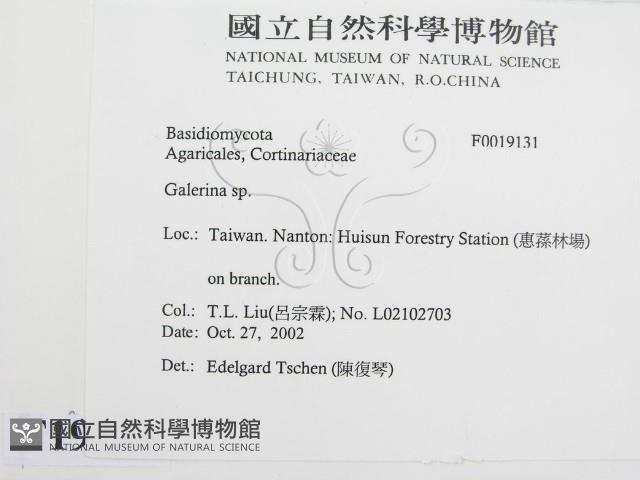 國立自然科學博物館
NATIONAL MUSEUM OF NATURAL SCIENCE
TAICHUNG, TAIWAN, R.O.CHINA
Basidiomycota F0019131
Agaricales, Cortinariaceae
Galerina sp.
Loc.: Taiwan. Nanton: Huisun Forestry Station (惠蓀林場)
on branch.
Col.: T.L. Liu(呂宗霖); No. L02102703
Date: Oct. 27, 2002
Det.: Edelgard Tschen (陳復琴)
國立自然科學博物館
NATIONAL MUSEUM OF NATURAL SCIENCE